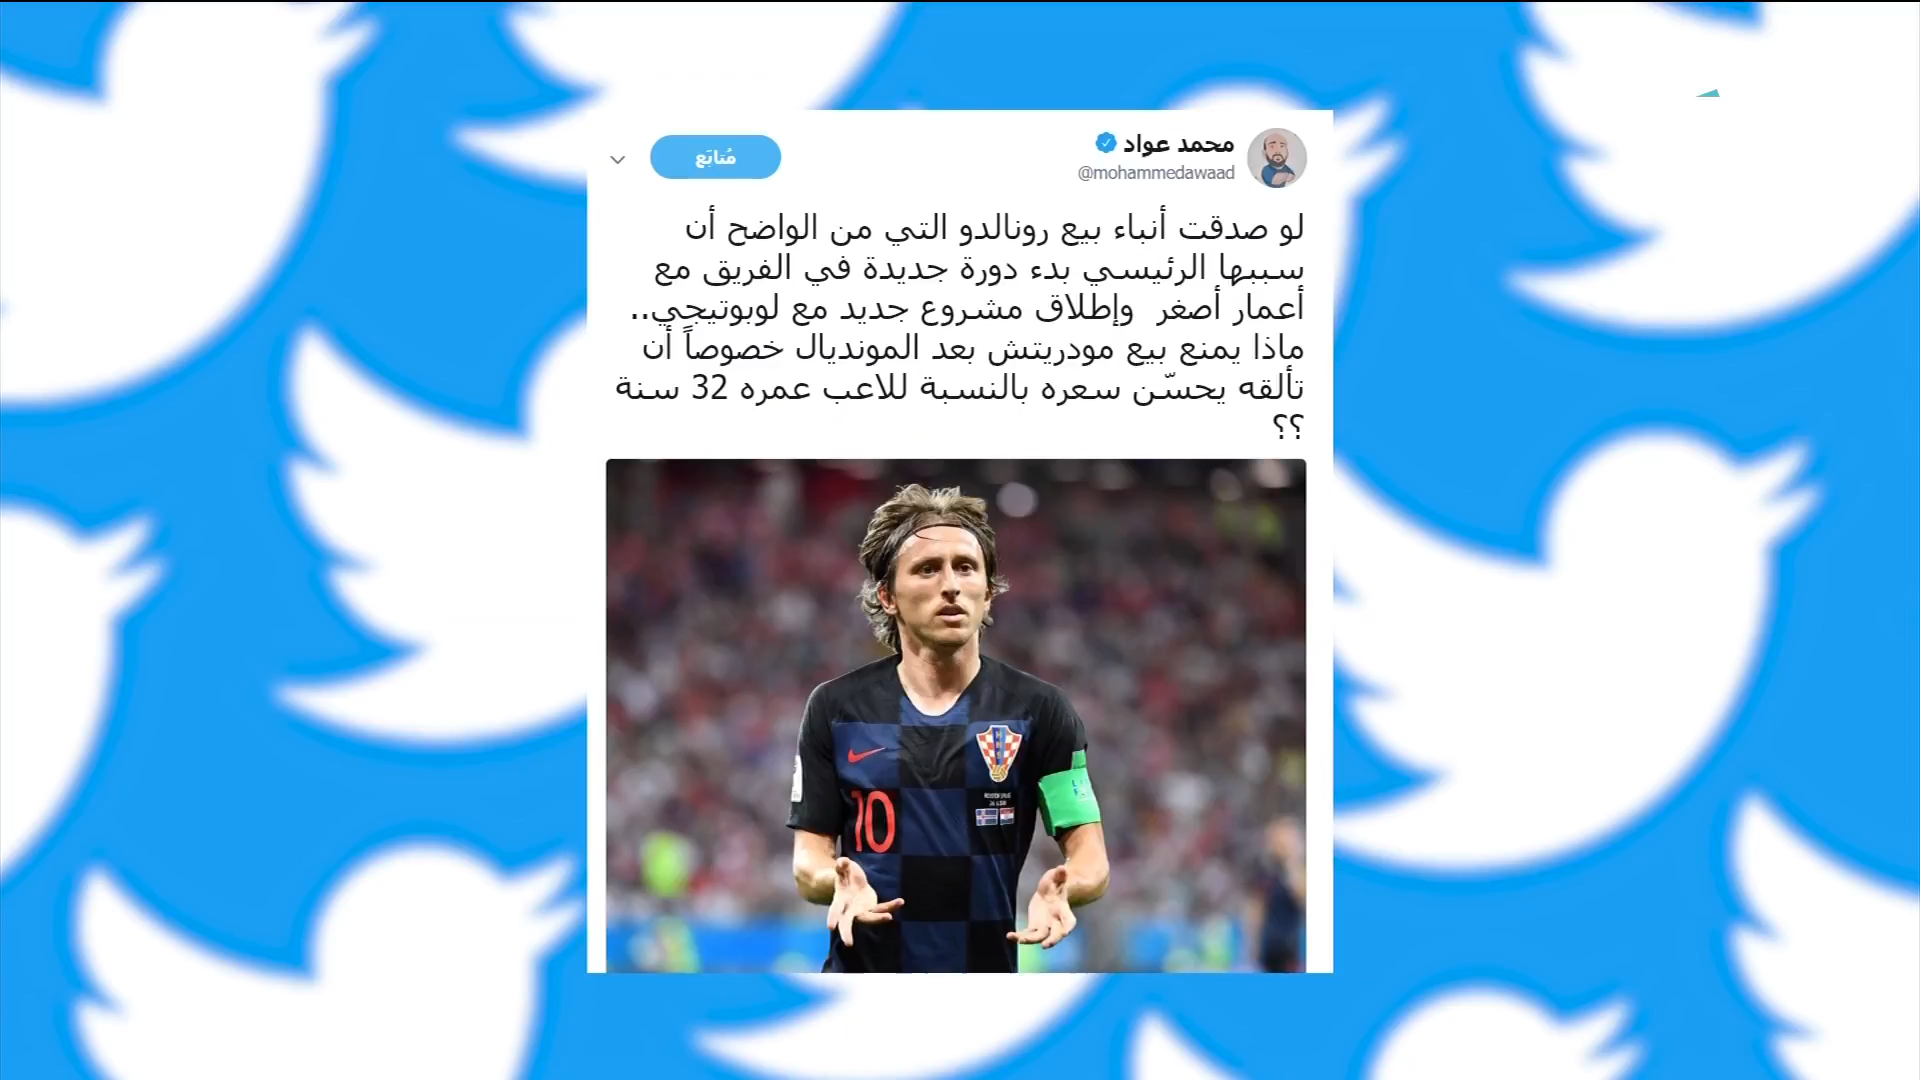 محمد عواد
@mohammedawaad
مُتابَع
لو صدقت أنباء بيع رونالدو التي من الواضح أن
سببها الرئيسي بدء دورة جديدة في الفريق مع
أعمار أصغر  وإطلاق مشروع جديد مع لوبوتيجي..
ماذا يمنع بيع مودريتش بعد المونديال خصوصاً أن
تألقه يحسّن سعره بالنسبة للاعب عمره 32 سنة
؟؟
10